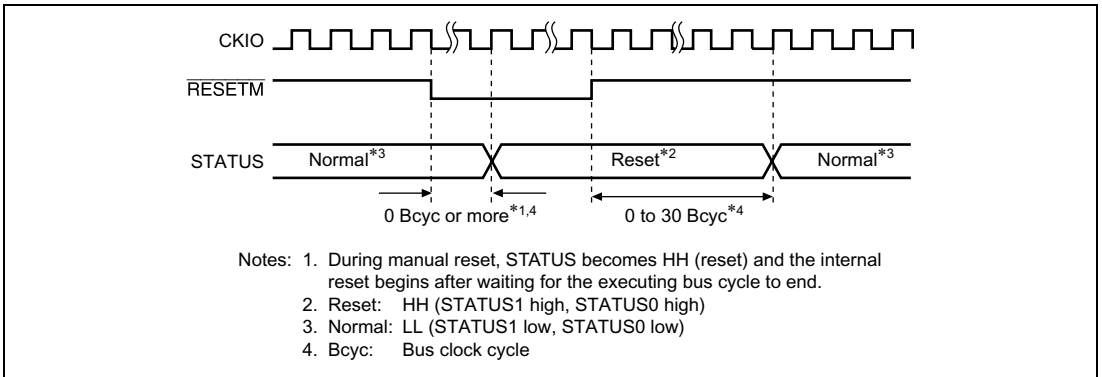 CKIO
RESETM
STATUS Normal*3 Reset*2 Normal*3
0 Bcyc or more*1,4 0 to 30 Bcyc*4
Notes: 1. During manual reset, STATUS becomes HH (reset) and the internal
reset begins after waiting for the executing bus cycle to end.
2. Reset: HH (STATUS1 high, STATUS0 high)
3. Normal: LL (STATUS1 low, STATUS0 low)
4. Bcyc: Bus clock cycle